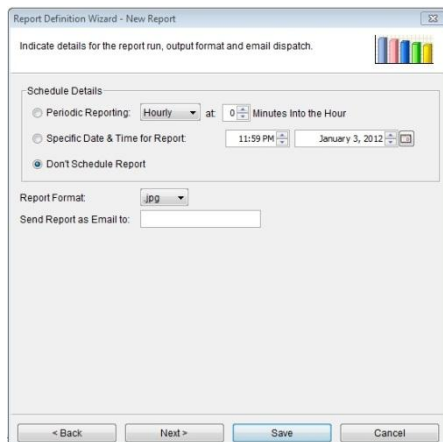 Report Definition Wizard - New Report
Indicate details for the report run, output format and email dispatch.
Schedule Details
Periodic Reporting: Hourly at: 0 Minutes Into the Hour
Specific Date & Time for Report: 11:59 PM January 3, 2012
Don't Schedule Report
Report Format: .jpg
Send Report as Email to:
< Back Next > Save Cancel